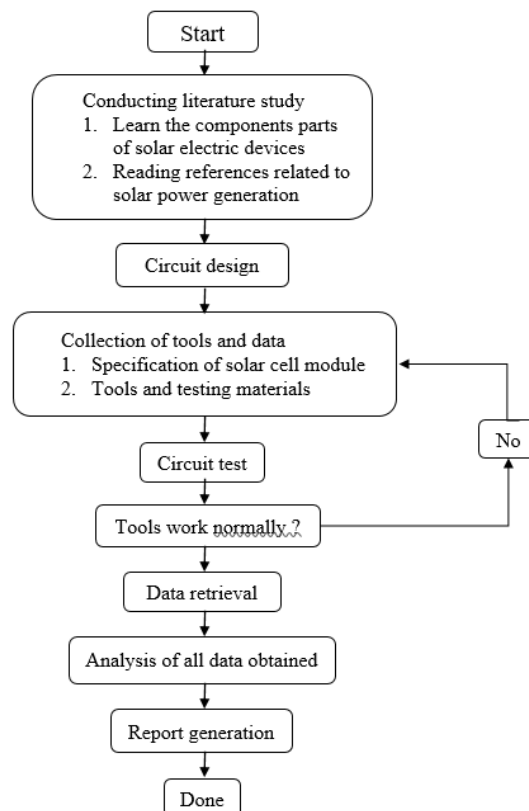 Start
Conducting literature study
1. Learn the components parts
of solar electric devices
2. Reading references related to
solar power generation
Circuit design
Collection of tools and data
1. Specification of solar cell module
2. Tools and testing materials
Circuit test
No
Tools work normally ?
Data retrieval
Analysis of all data obtained
Report generation
Done